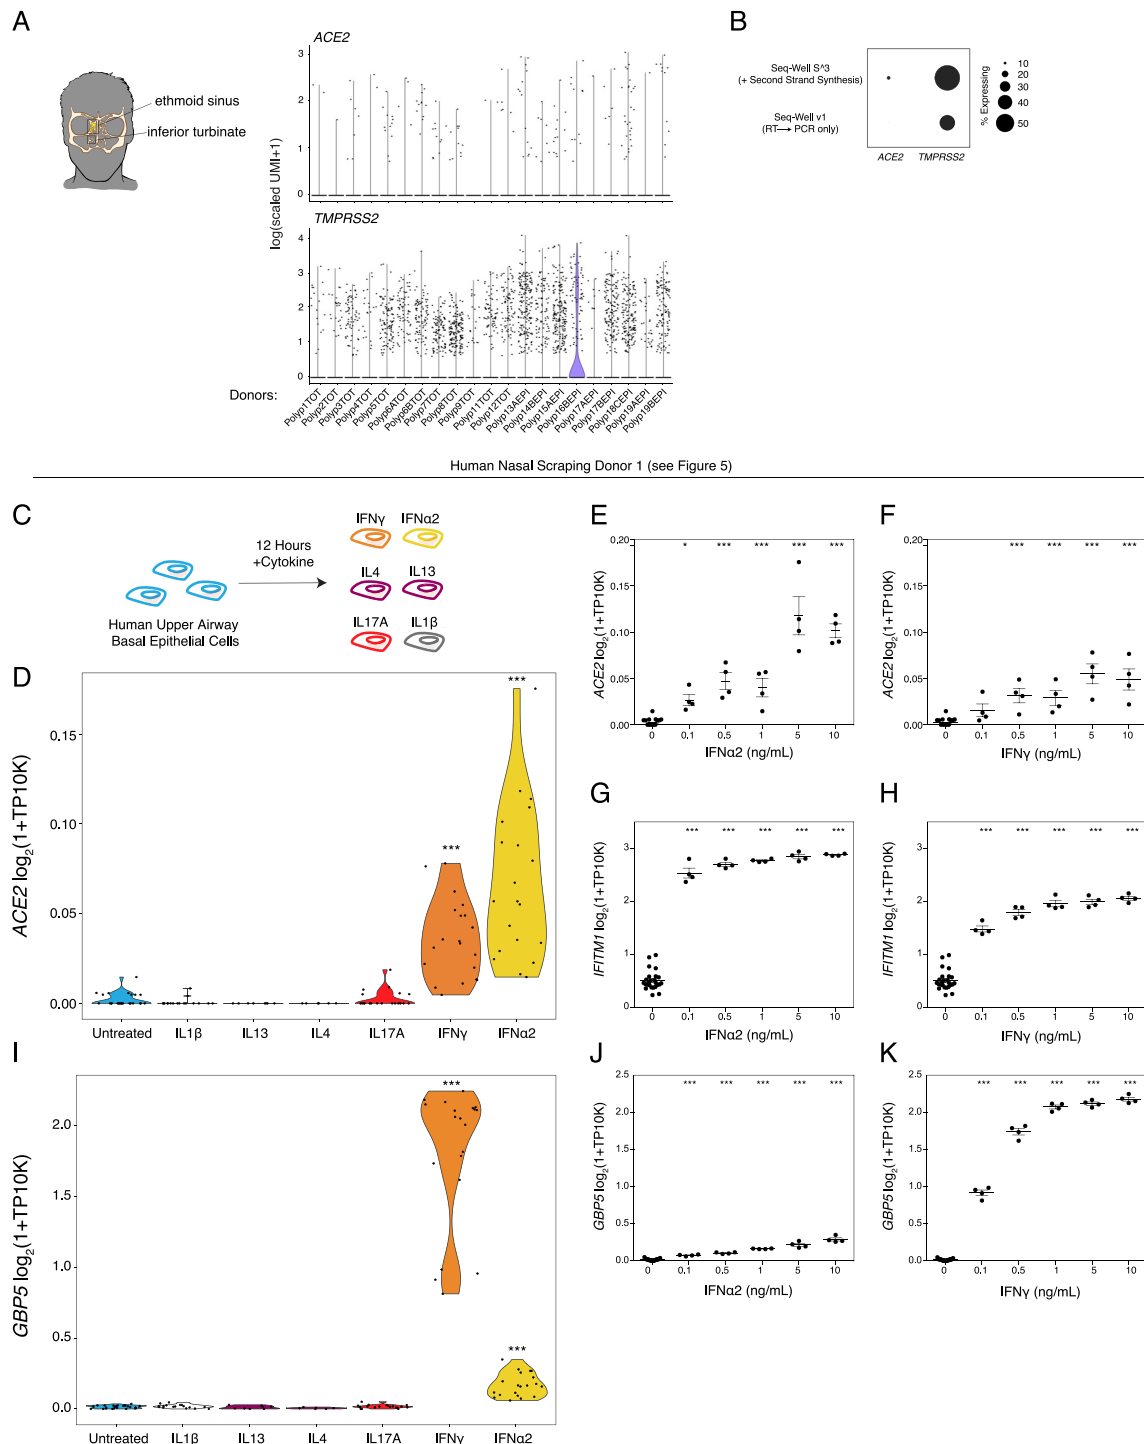 A
ethmoid sinus
inferior turbinate
log(scaled UMI+1)
ACE2
3
2
1
0
TMPRSS2
4
3
2
1
0
Donors:
Polyp1TOT
Polyp2TOT
Polyp3TOT
Polyp4TOT
Polyp5TOT
Polyp6ATOT
Polyp6BTOT
Polyp7TOT
Polyp8TOT
Polyp9TOT
Polyp11TOT
Polyp12TOT
Polyp13AEPI
Polyp14BEPI
Polyp15AEPI
Polyp16BEPI
Polyp17AEPI
Polyp17BEPI
Polyp18CEPI
Polyp19AEPI
Polyp19BEPI
B
Seq-Well S^3
(+ Second Strand Synthesis)
Seq-Well v1
(RT→ PCR only)
ACE2 TMPRSS2
% Expressing
10
20
30
40
50
Human Nasal Scraping Donor 1 (see Figure 5)
C
Human Upper Airway
Basal Epithelial Cells
12 Hours
+Cytokine
IFNγ IFNα2
IL4 IL13
IL17A IL1β
D
ACE2 log2(1+TP10K)
0.15
0.10
0.05
0.00
***
***
Untreated IL1β IL13 IL4 IL17A IFNγ IFNα2
E
ACE2 log2(1+TP10K)
0,20
0.15
0.10
0.05
0.00
* *** *** *** ***
0 0.1 0.5 1 5 10
IFNα2 (ng/mL)
F
ACE2 log2(1+TP10K)
0,20
0.15
0.10
0.05
0.00
*** *** *** ***
0 0.1 0.5 1 5 10
IFNγ (ng/mL)
G
IFITM1 log2(1+TP10K)
3
2
1
0
*** *** *** *** ***
0 0.1 0.5 1 5 10
IFNα2 (ng/mL)
H
IFITM1 log2(1+TP10K)
3
2
1
0
*** *** *** *** ***
0 0.1 0.5 1 5 10
IFNγ (ng/mL)
I
GBP5 log2(1+TP10K)
2.0
1.5
1.0
0.5
0.0
***
***
Untreated IL1β IL13 IL4 IL17A IFNγ IFNα2
J
GBP5 log2(1+TP10K)
2.5
2.0
1.5
1.0
0.5
0.0
*** *** *** *** ***
0 0.1 0.5 1 5 10
IFNα2 (ng/mL)
K
GBP5 log2(1+TP10K)
2.5
2.0
1.5
1.0
0.5
0.0
*** *** *** *** ***
0 0.1 0.5 1 5 10
IFNγ (ng/mL)